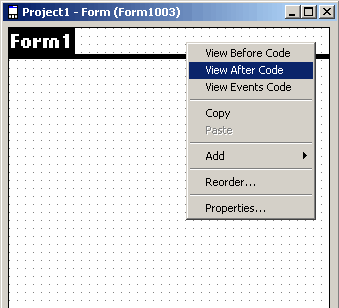 Project1 - Form (Form1003)
Form1
View Before Code
View After Code
View Events Code
Copy
Paste
Add
Reorder...
Properties...